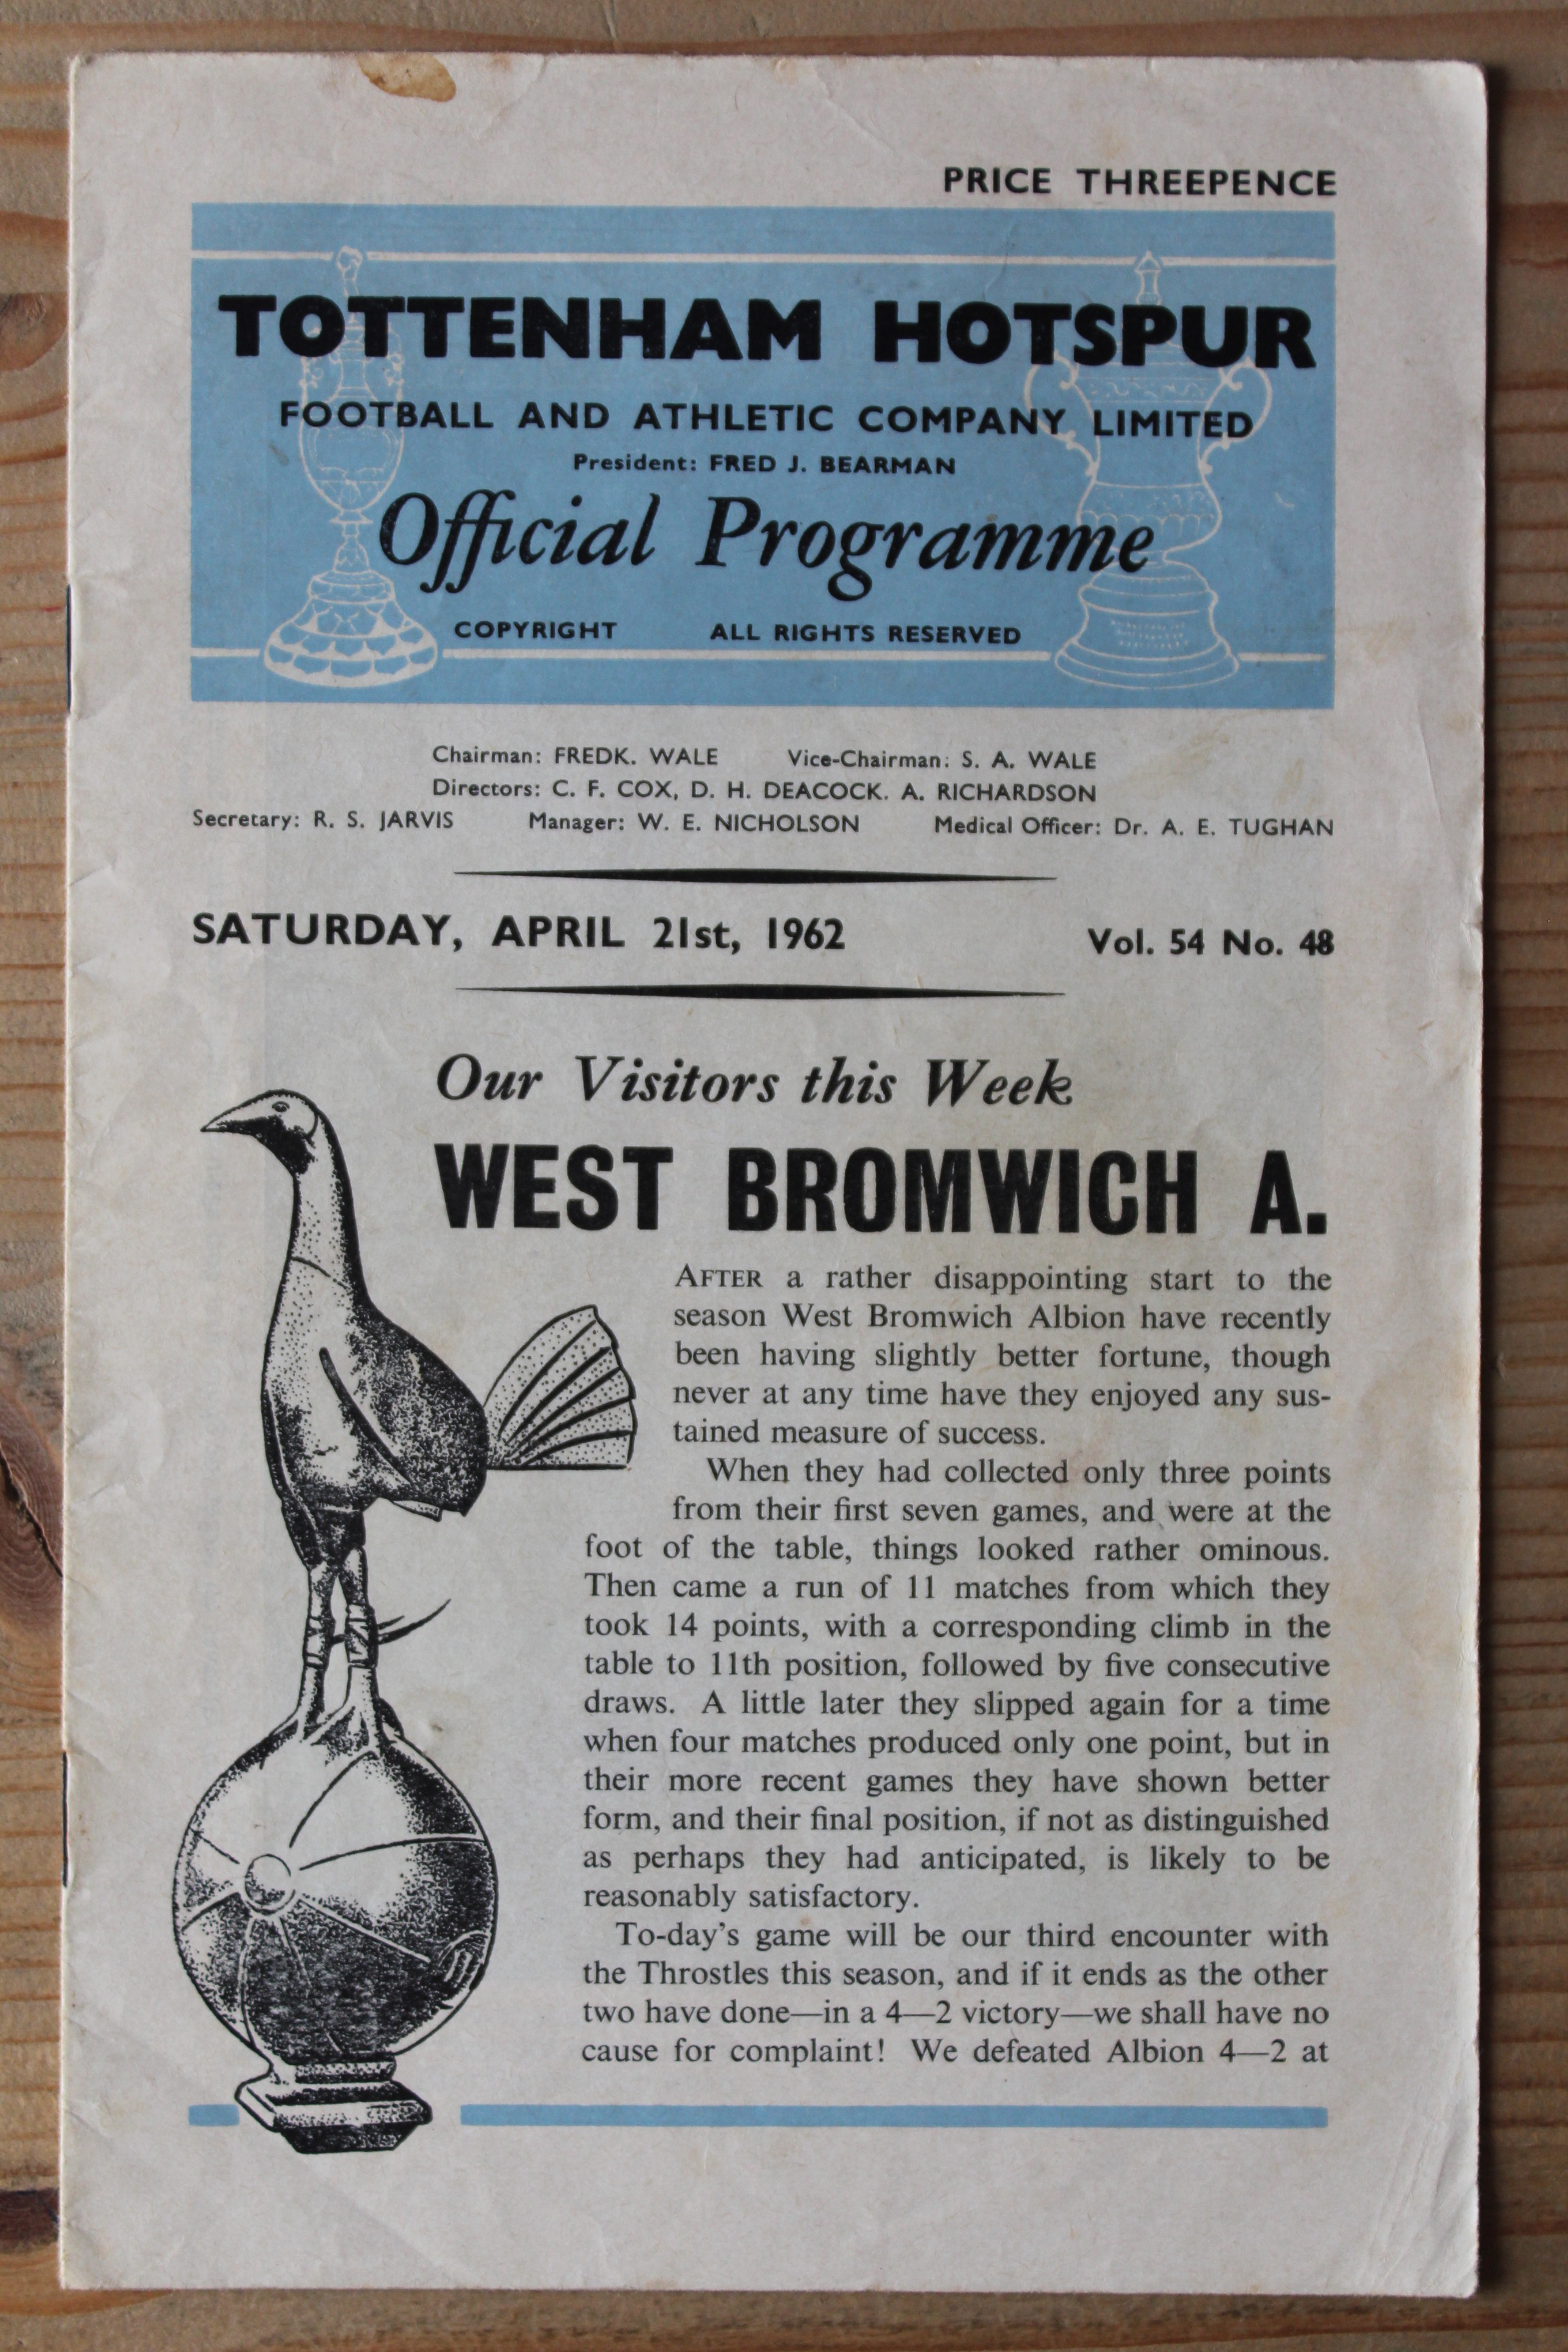 PRICE THREEPENCE
TOTTENHAM HOTSPUR
FOOTBALL AND ATHLETIC COMPANY LIMITED
President: FRED J. BEARMAN
Official Programme
COPYRIGHT ALL RIGHTS RESERVED
Chairman: FREDK. WALE Vice-Chairman: S. A. WALE
Directors: C. F. COX, D. H. DEACOCK. A. RICHARDSON
Secretary: R. S. JARVIS Manager: W. E. NICHOLSON Medical Officer: Dr. A. E. TUGHAN
SATURDAY, APRIL 21st, 1962 Vol. 54 No. 48
Our Visitors this Week
WEST BROMWICH A.
AFTER a rather disappointing start to the
season West Bromwich Albion have recently
been having slightly better fortune, though
never at any time have they enjoyed any sus-
tained measure of success.
When they had collected only three points
from their first seven games, and were at the
foot of the table, things looked rather ominous.
Then came a run of 11 matches from which they
took 14 points, with a corresponding climb in the
table to 11th position, followed by five consecutive
draws. A little later they slipped again for a time
when four matches produced only one point, but in
their more recent games they have shown better
form, and their final position, if not as distinguished
as perhaps they had anticipated, is likely to be
reasonably satisfactory.
To-day's game will be our third encounter with
the Throstles this season, and if it ends as the other
two have done—in a 4—2 victory—we shall have no
cause for complaint! We defeated Albion 4—2 at